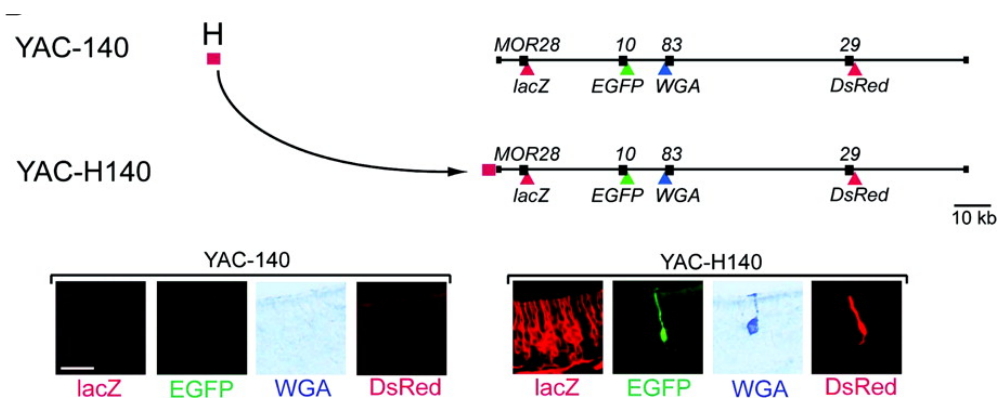 YAC-140
H
MOR28 10 83 29
lacZ EGFP WGA DsRed
YAC-H140
MOR28 10 83 29
lacZ EGFP WGA DsRed
10 kb
YAC-140
YAC-H140
lacZ EGFP WGA DsRed
lacZ EGFP WGA DsRed